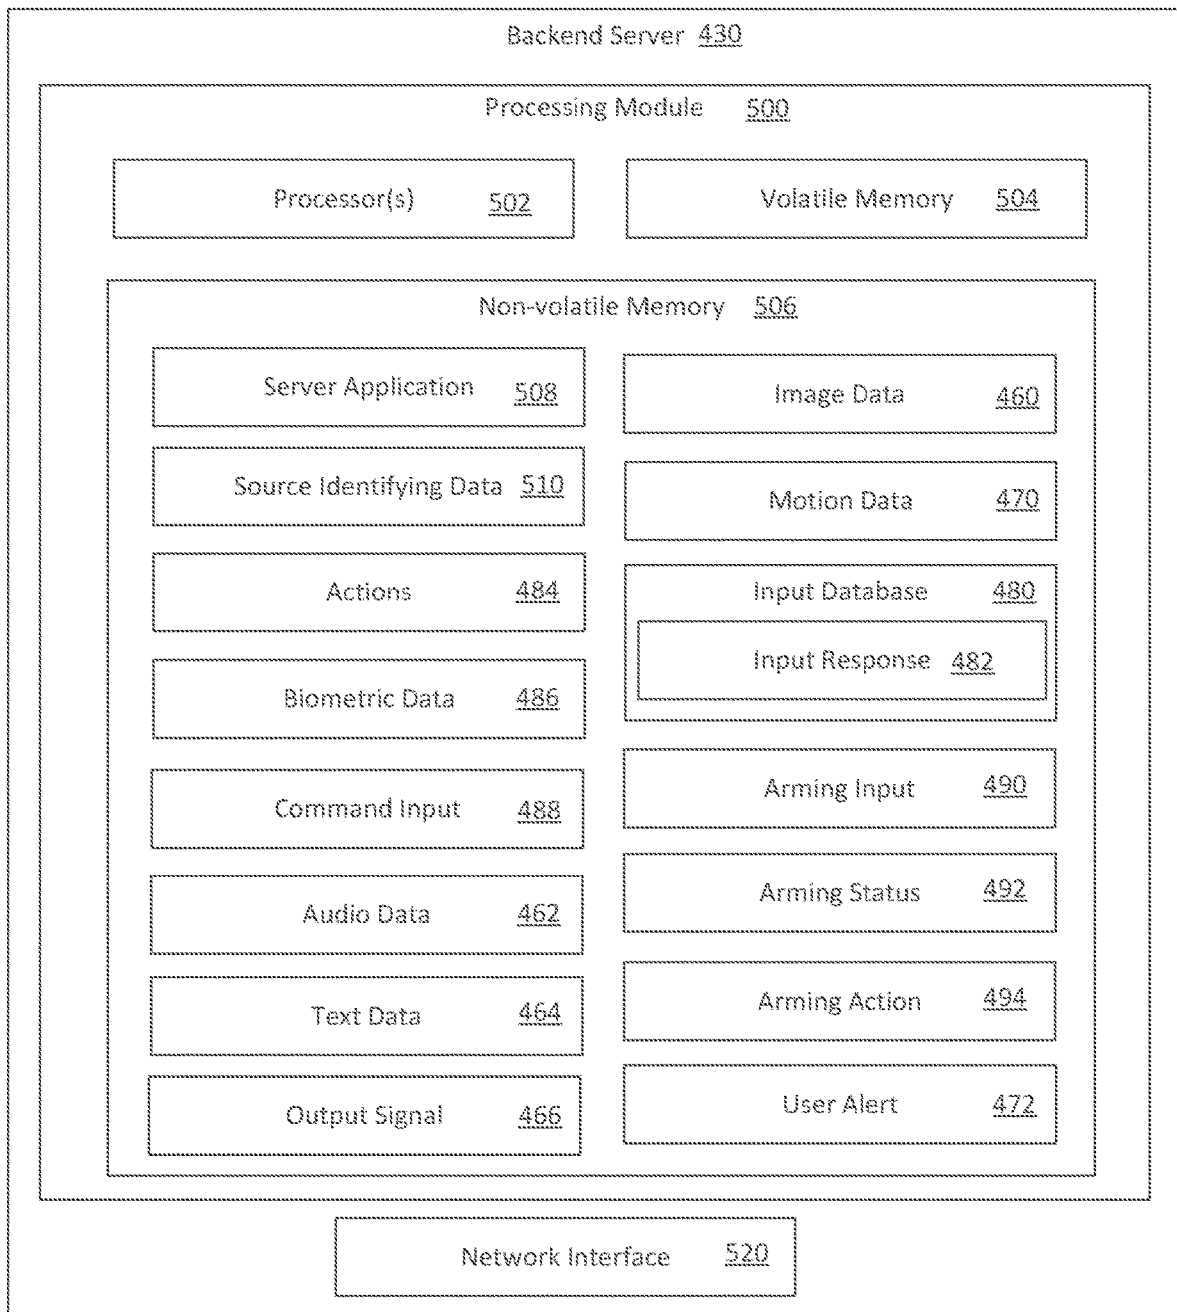 Backend Server 430
Processing Module 500
Processor(s) 502
Volatile Memory 504
Non-volatile Memory 506
Server Application 508
Image Data 460
Source Identifying Data 510
Motion Data 470
Actions 484
Input Database 480
Input Response 482
Biometric Data 486
Command Input 488
Arming Input 490
Audio Data 462
Arming Status 492
Text Data 464
Arming Action 494
Output Signal 466
User Alert 472
Network Interface 520